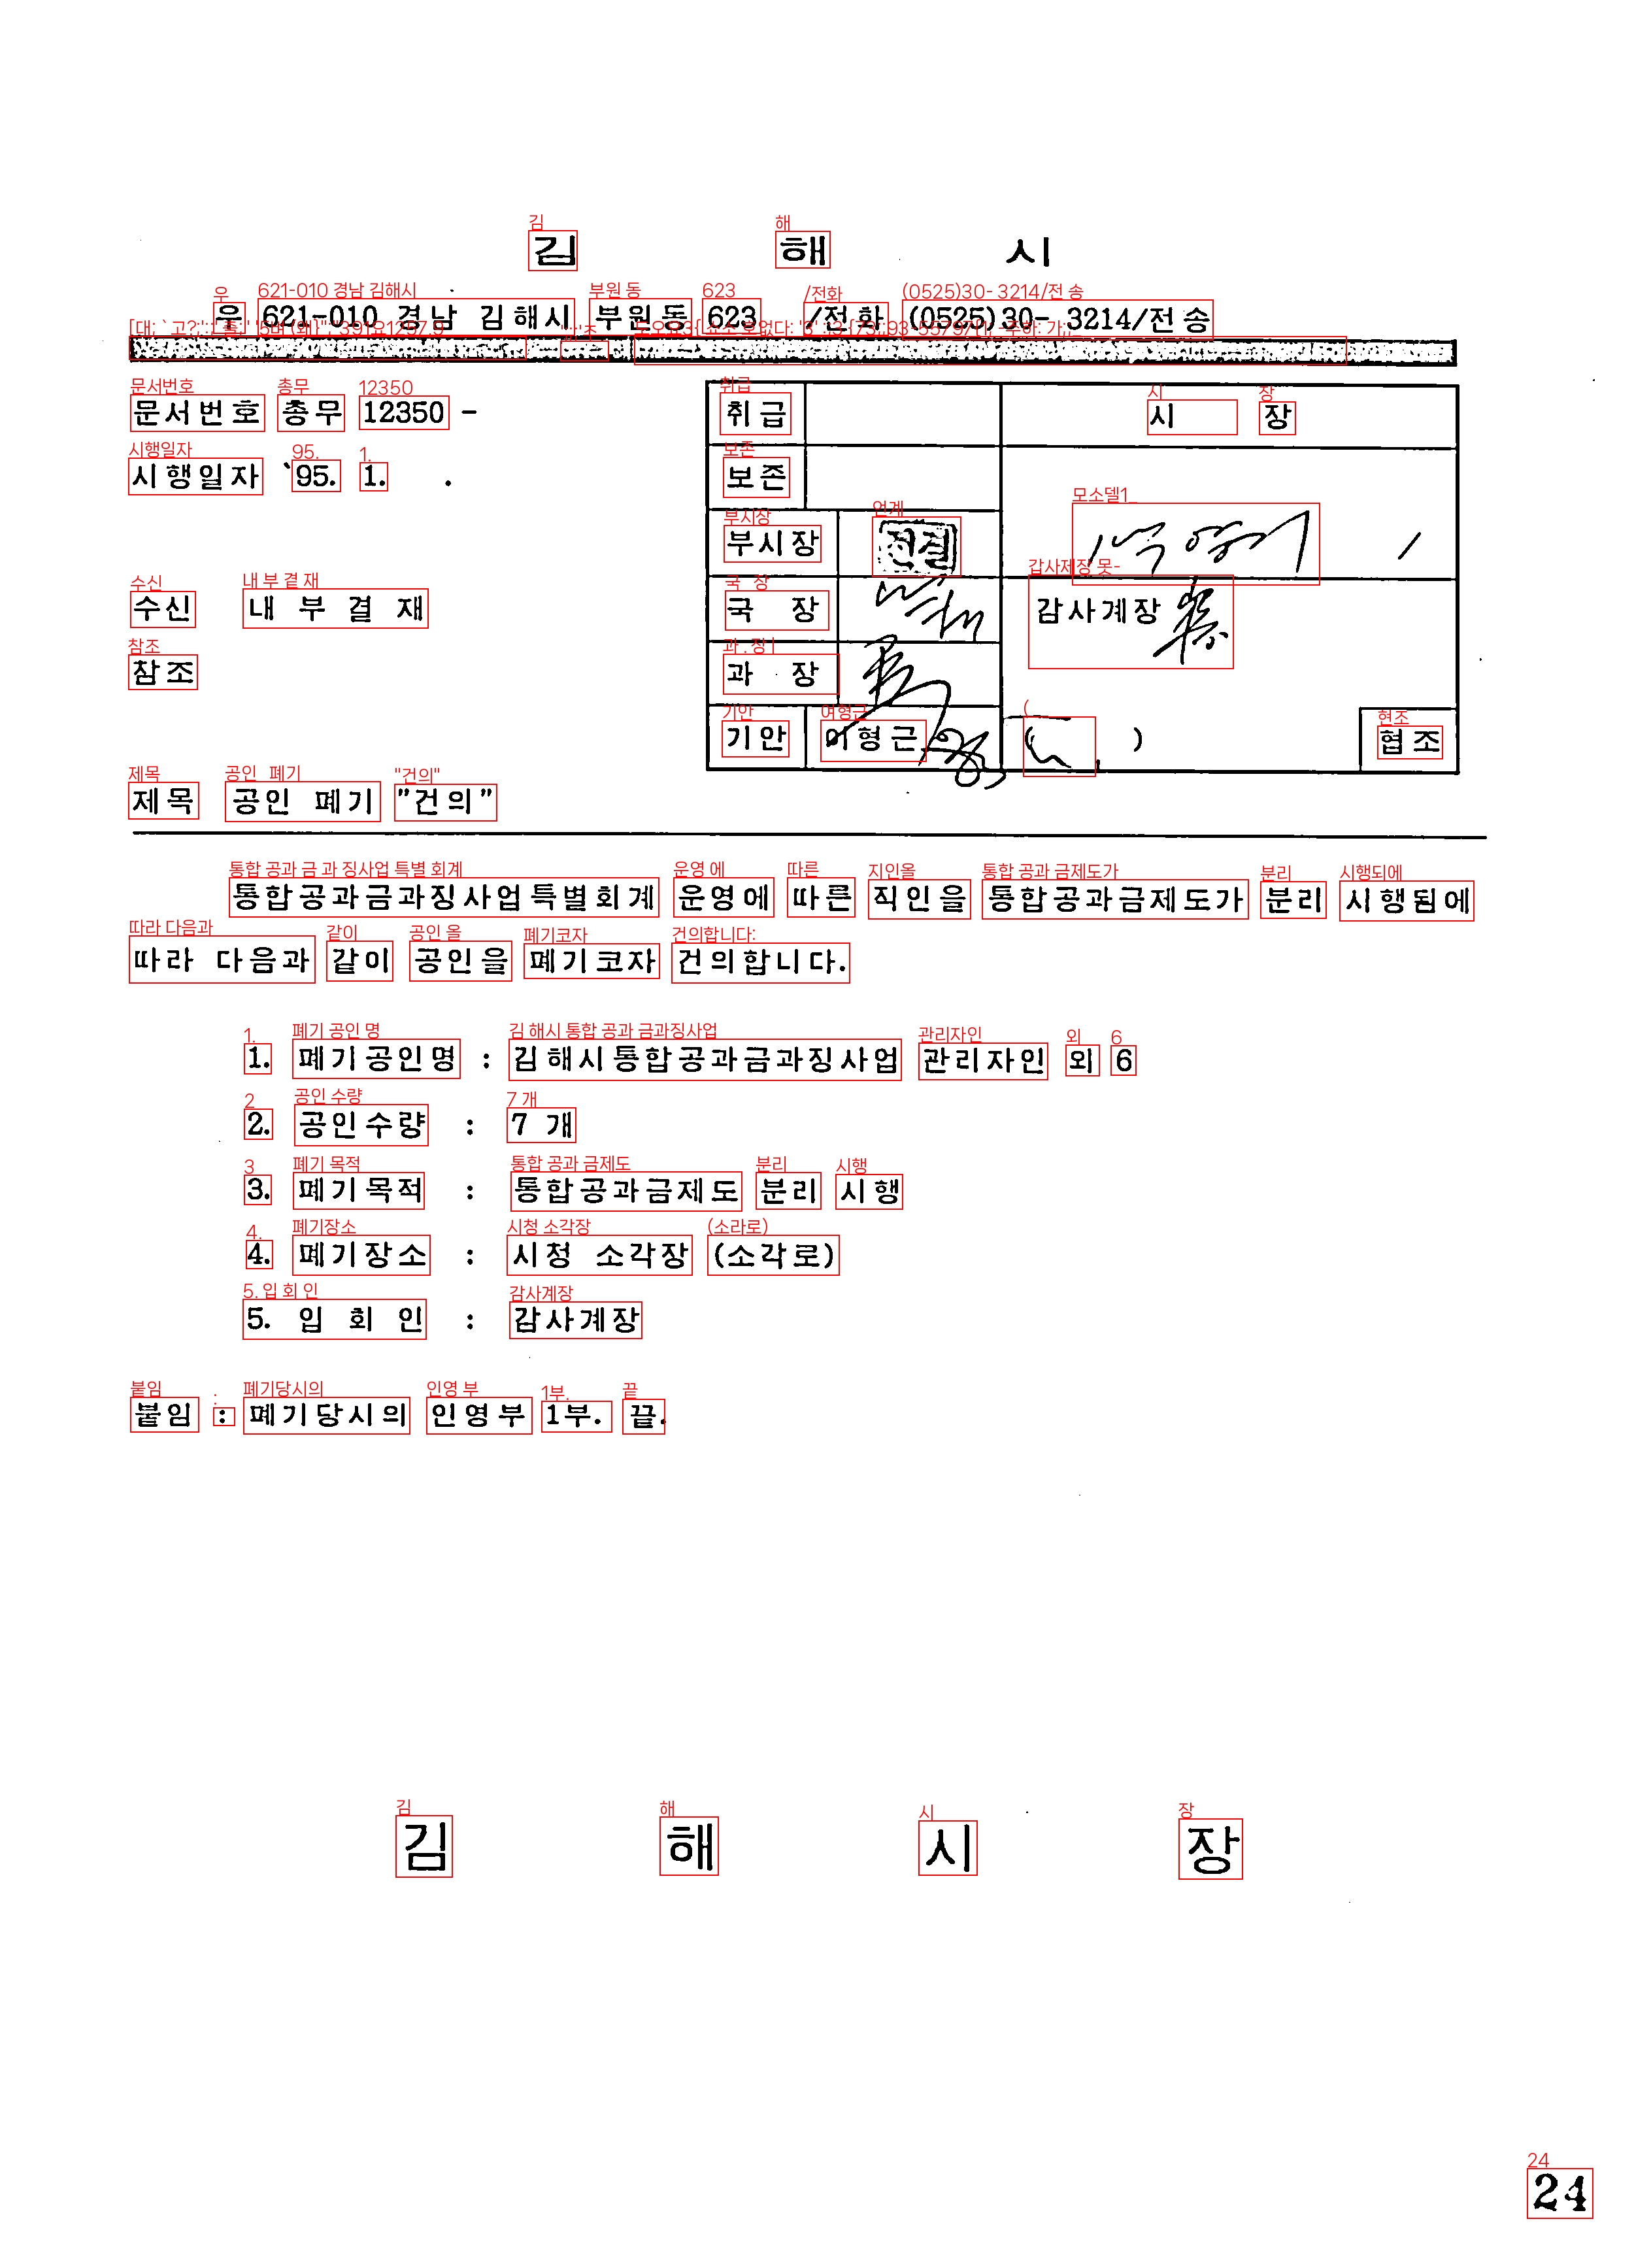 김 해 시
우 621-010 경남 김해시 부원동 623 /전화 (0525)30- 3214/전송
문서번호 총무 12350 -
시행일자 '95. 1. .
수신 내 부 결 재
참조
취급 시 장
보존
부시장 전결
국 장 감사계장
과 장
기안 이형근 ( ) 협조
제목 공인 폐기 "건의"
통합공과금과징사업특별회계 운영에 따른 직인을 통합공과금제도가 분리 시행됨에
따라 다음과 같이 공인을 폐기코자 건의합니다.
1. 폐기공인명 : 김해시통합공과금과징사업 관리자인 외 6
2. 공인수량 : 7 개
3. 폐기목적 : 통합공과금제도 분리 시행
4. 폐기장소 : 시청 소각장 (소각로)
5. 입 회 인 : 감사계장
붙임 : 폐기당시의 인영부 1부. 끝.
김 해 시 장
24